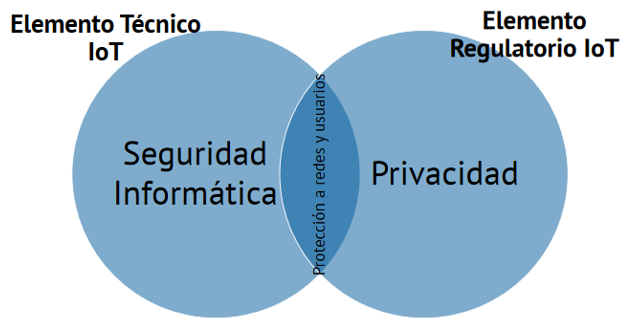 Elemento Técnico
IoT
Elemento
Regulatorio IoT
Seguridad
Informática
Protección a redes y usuarios
Privacidad